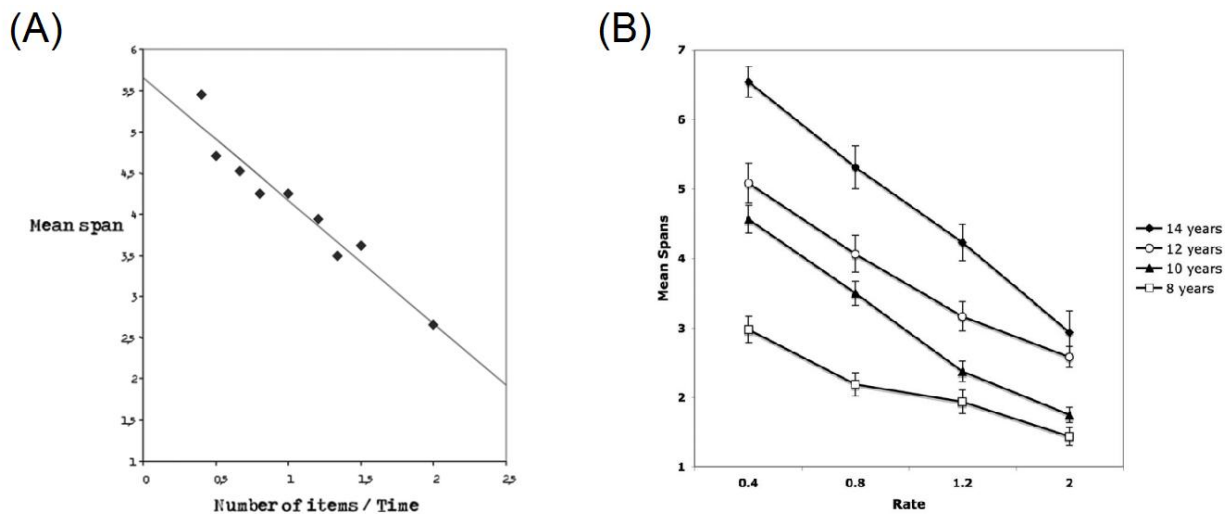 (A)
6
5,5
5
4,5
4
Mean span
3,5
3
2,5
2
1,5
1
0 0,5 1 1,5 2 2,5
Number of items / Time
(B)
7
6
5
4
3
2
1
Mean Spans
0.4 0.8 1.2 2
Rate
14 years
12 years
10 years
8 years